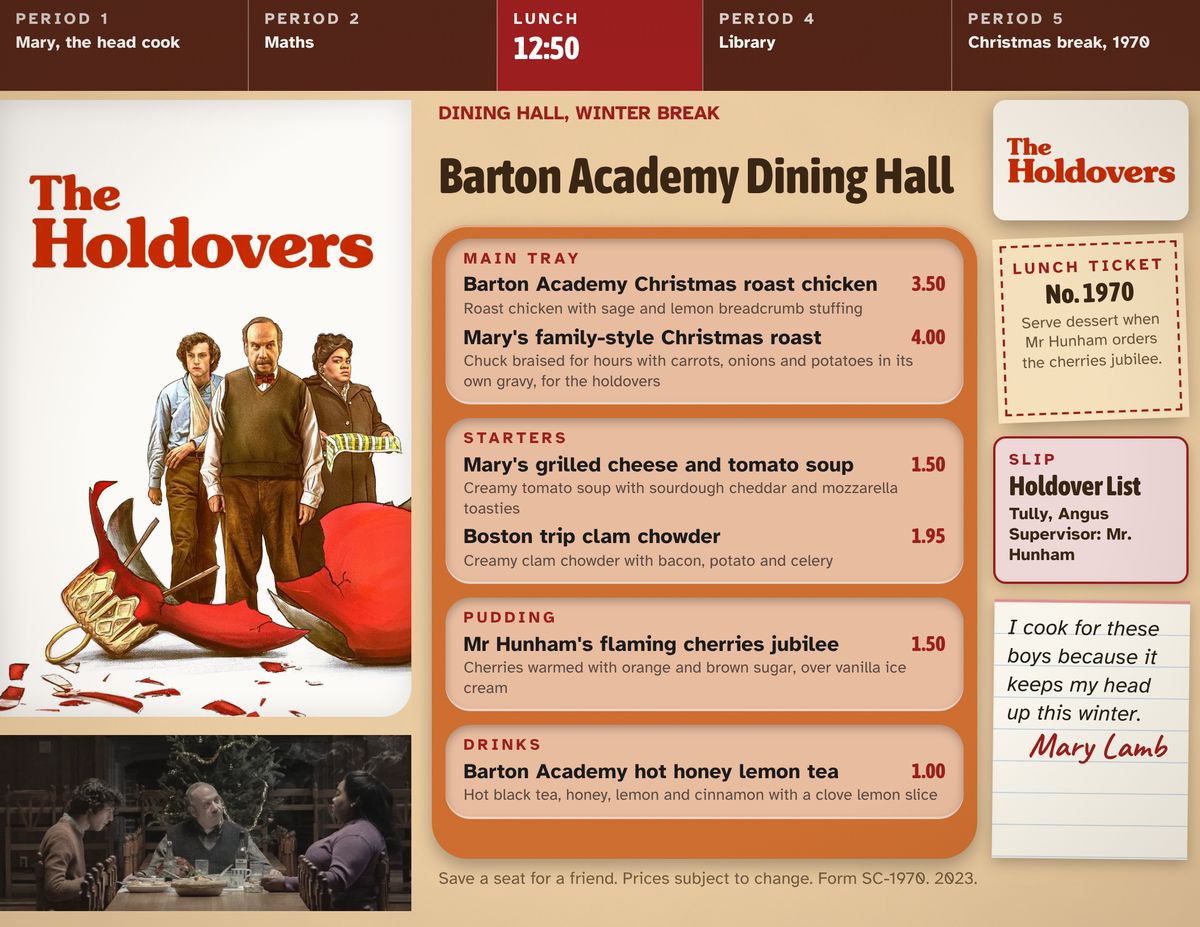 PERIOD 1
Mary, the head cook
PERIOD 2
Maths
LUNCH
12:50
PERIOD 4
Library
PERIOD 5
Christmas break, 1970
The
Holdovers
DINING HALL, WINTER BREAK
Barton Academy Dining Hall
MAIN TRAY
Barton Academy Christmas roast chicken 3.50
Roast chicken with sage and lemon breadcrumb stuffing
Mary's family-style Christmas roast 4.00
Chuck braised for hours with carrots, onions and potatoes in its
own gravy, for the holdovers
STARTERS
Mary's grilled cheese and tomato soup 1.50
Creamy tomato soup with sourdough cheddar and mozzarella
toasties
Boston trip clam chowder 1.95
Creamy clam chowder with bacon, potato and celery
PUDDING
Mr Hunham's flaming cherries jubilee 1.50
Cherries warmed with orange and brown sugar, over vanilla ice
cream
DRINKS
Barton Academy hot honey lemon tea 1.00
Hot black tea, honey, lemon and cinnamon with a clove lemon slice
Save a seat for a friend. Prices subject to change. Form SC-1970. 2023.
The
Holdovers
LUNCH TICKET
No. 1970
Serve dessert when
Mr Hunham orders
the cherries jubilee.
SLIP
Holdover List
Tully, Angus
Supervisor: Mr.
Hunham
I cook for these
boys because it
keeps my head
up this winter.
Mary Lamb